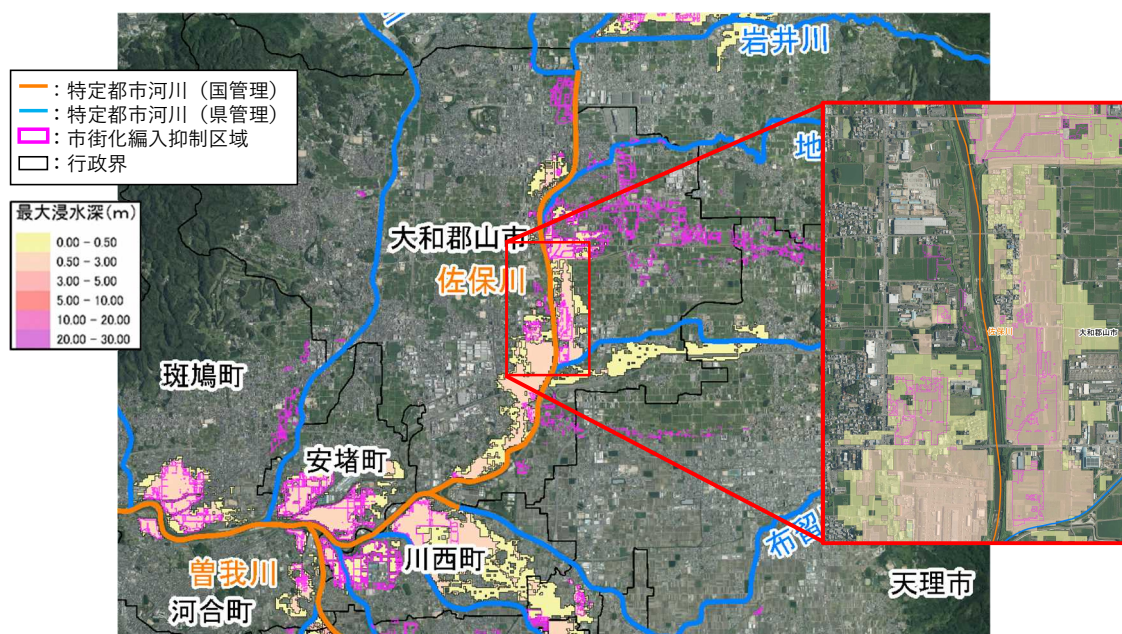 岩井川
：特定都市河川（国管理）
：特定都市河川（県管理）
：市街化編入抑制区域
：行政界
地
最大浸水深(m)
0.00 – 0.50
0.50 – 3.00
3.00 – 5.00
5.00 – 10.00
10.00 – 20.00
20.00 – 30.00
大和郡山市
佐保川
佐保川
大和郡山市
斑鳩町
安堵町
川西町
布留
曽我川
河合町
天理市